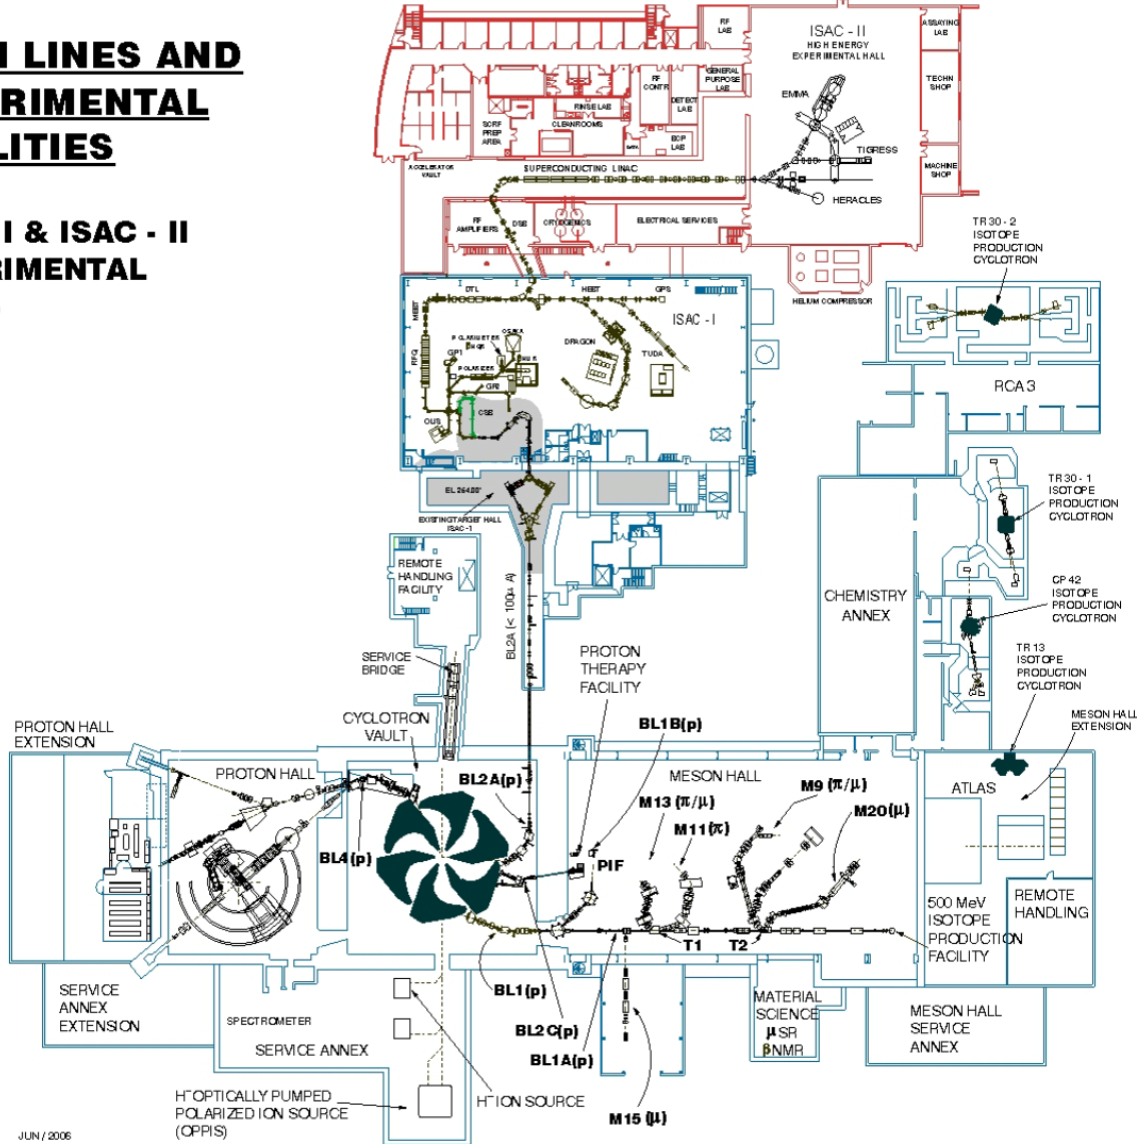 I LINES AND
RIMENTAL
LITIES
I & ISAC - II
RIMENTAL
RF
LAB
ISAC - II
HIGH ENERGY
EXPERIMENTAL HALL
ASSAYING
LAB
TECHN
SHOP
MACHINE
SHOP
RF
CONTR
GENERAL
PURPOSE
LAB
DETECT
LAB
ECP
LAB
SCRF
PREP
AREA
RINSE LAB
CLEANROOMS
EMMA
TIGRESS
HERACLES
ACCELERATOR
VAULT
SUPERCONDUCTING LINAC
RF
AMPLIFIERS
DSB
CRYOGENICS
ELECTRICAL SERVICES
HELIUM COMPRESSOR
TR 30 - 2
ISOTOPE
PRODUCTION
CYCLOTRON
DTL
HEBT
GPS
MEBT
ISAC - I
RFQ
POLARIMETER
OSAKA
GP1
POLARIZER
GP2
DRAGON
TUDA
OLIS
CSB
RCA 3
EL 264.00'
EXISTING TARGET HALL
ISAC - 1
TR 30 - 1
ISOTOPE
PRODUCTION
CYCLOTRON
REMOTE
HANDLING
FACILITY
BL2A (< 100µ A)
CHEMISTRY
ANNEX
CP 42
ISOTOPE
PRODUCTION
CYCLOTRON
TR 13
ISOTOPE
PRODUCTION
CYCLOTRON
SERVICE
BRIDGE
PROTON
THERAPY
FACILITY
MESON HALL
EXTENSION
PROTON HALL
EXTENSION
CYCLOTRON
VAULT
BL1B(p)
PROTON HALL
BL2A(p)
MESON HALL
M9 (π/µ)
M13 (π/µ)
M20(µ)
M11(π)
ATLAS
BL4(p)
PIF
500 MeV
ISOTOPE
PRODUCTION
FACILITY
REMOTE
HANDLING
T1
T2
SERVICE
ANNEX
EXTENSION
BL1(p)
SPECTROMETER
SERVICE ANNEX
BL2C(p)
BL1A(p)
MATERIAL
SCIENCE
µSR
βNMR
MESON HALL
SERVICE
ANNEX
H⁻OPTICALLY PUMPED
POLARIZED ION SOURCE
(OPPIS)
H⁻ION SOURCE
M15 (µ)
JUN / 2006